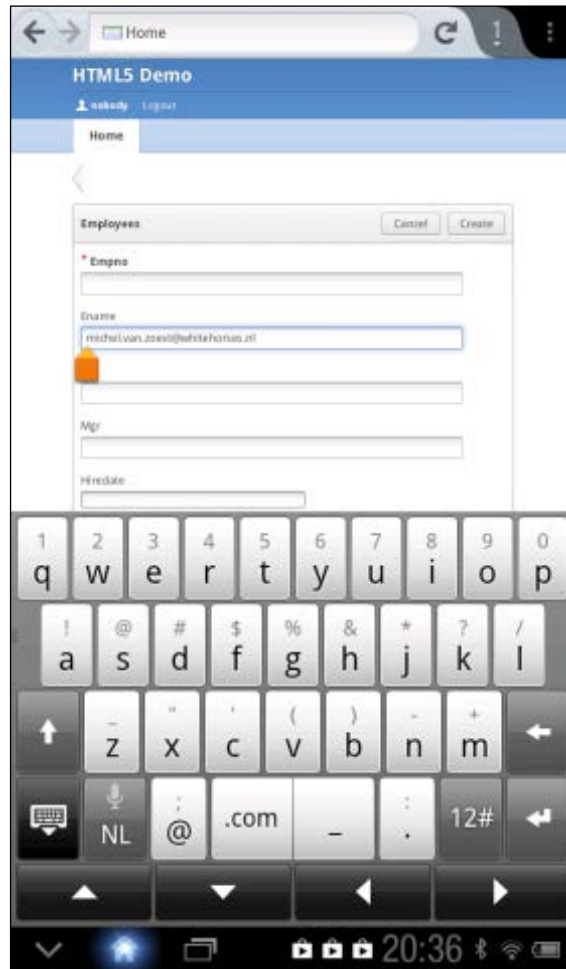 Home
1
HTML5 Demo
nobody Logout
Home
Employees Cancel Create
* Empno
Ename
michel.van.zoest@whitehorses.nl
Mgr
Hiredate
1 2 3 4 5 6 7 8 9 0
q w e r t y u i o p
! @ # $ % & * ? /
a s d f g h j k l
_ " ' ( ) - +
z x c v b n m
; :
NL @ .com _ . 12#
20:36